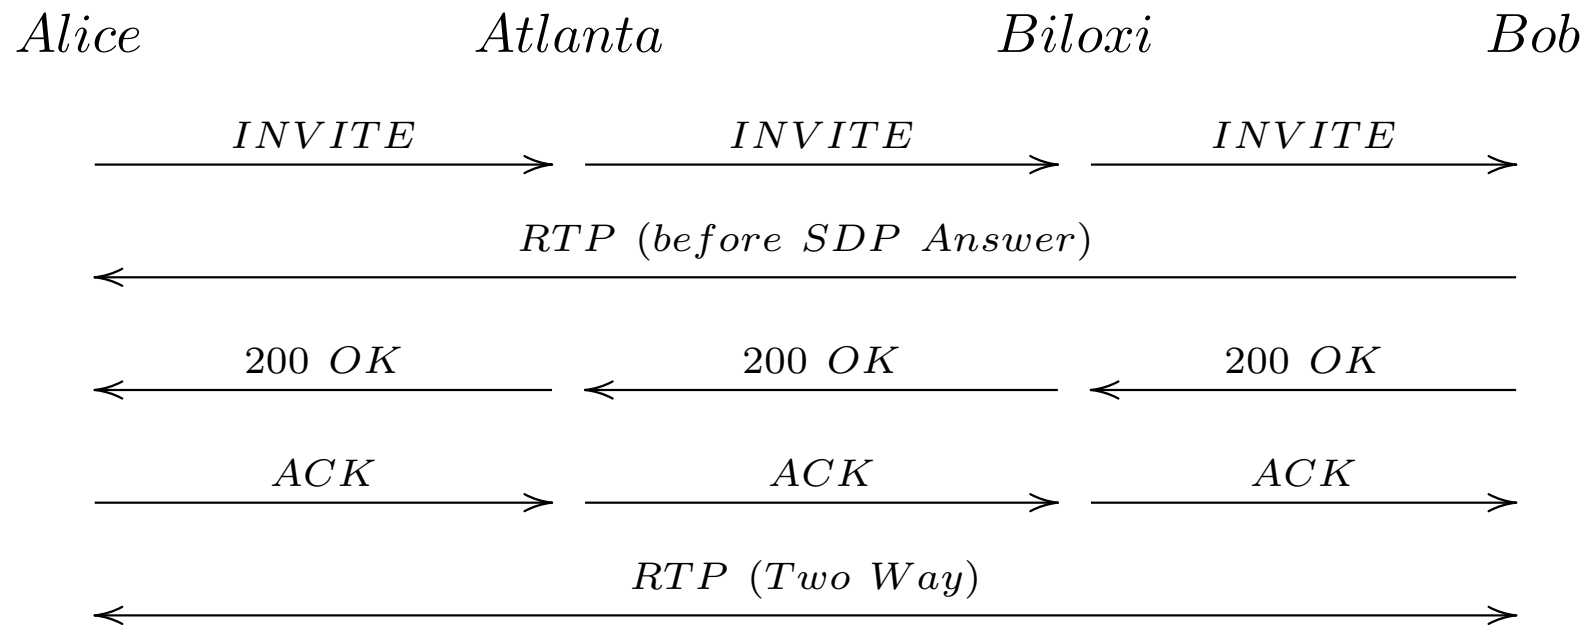 Alice Atlanta Biloxi Bob
INVITE INVITE INVITE
RTP (before SDP Answer)
200 OK 200 OK 200 OK
ACK ACK ACK
RTP (Two Way)